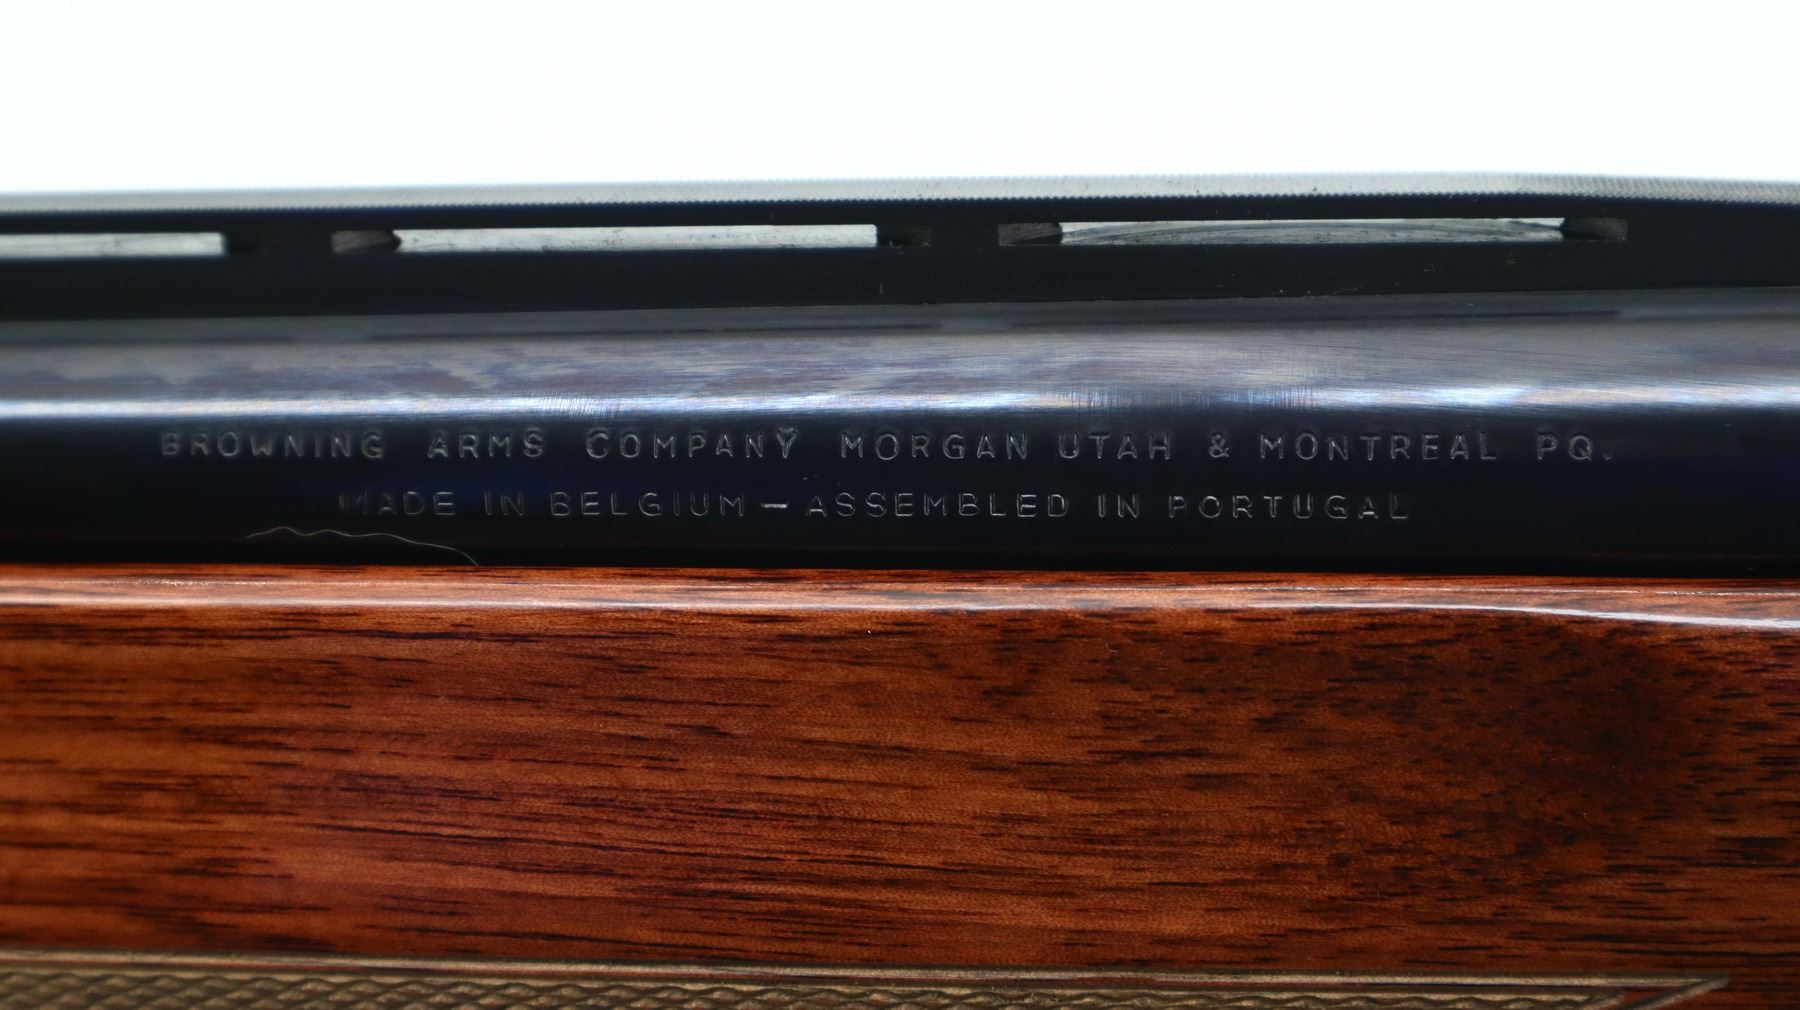 BROWNING ARMS COMPANY MORGAN UTAH & MONTREAL PQ.
MADE IN BELGIUM — ASSEMBLED IN PORTUGAL